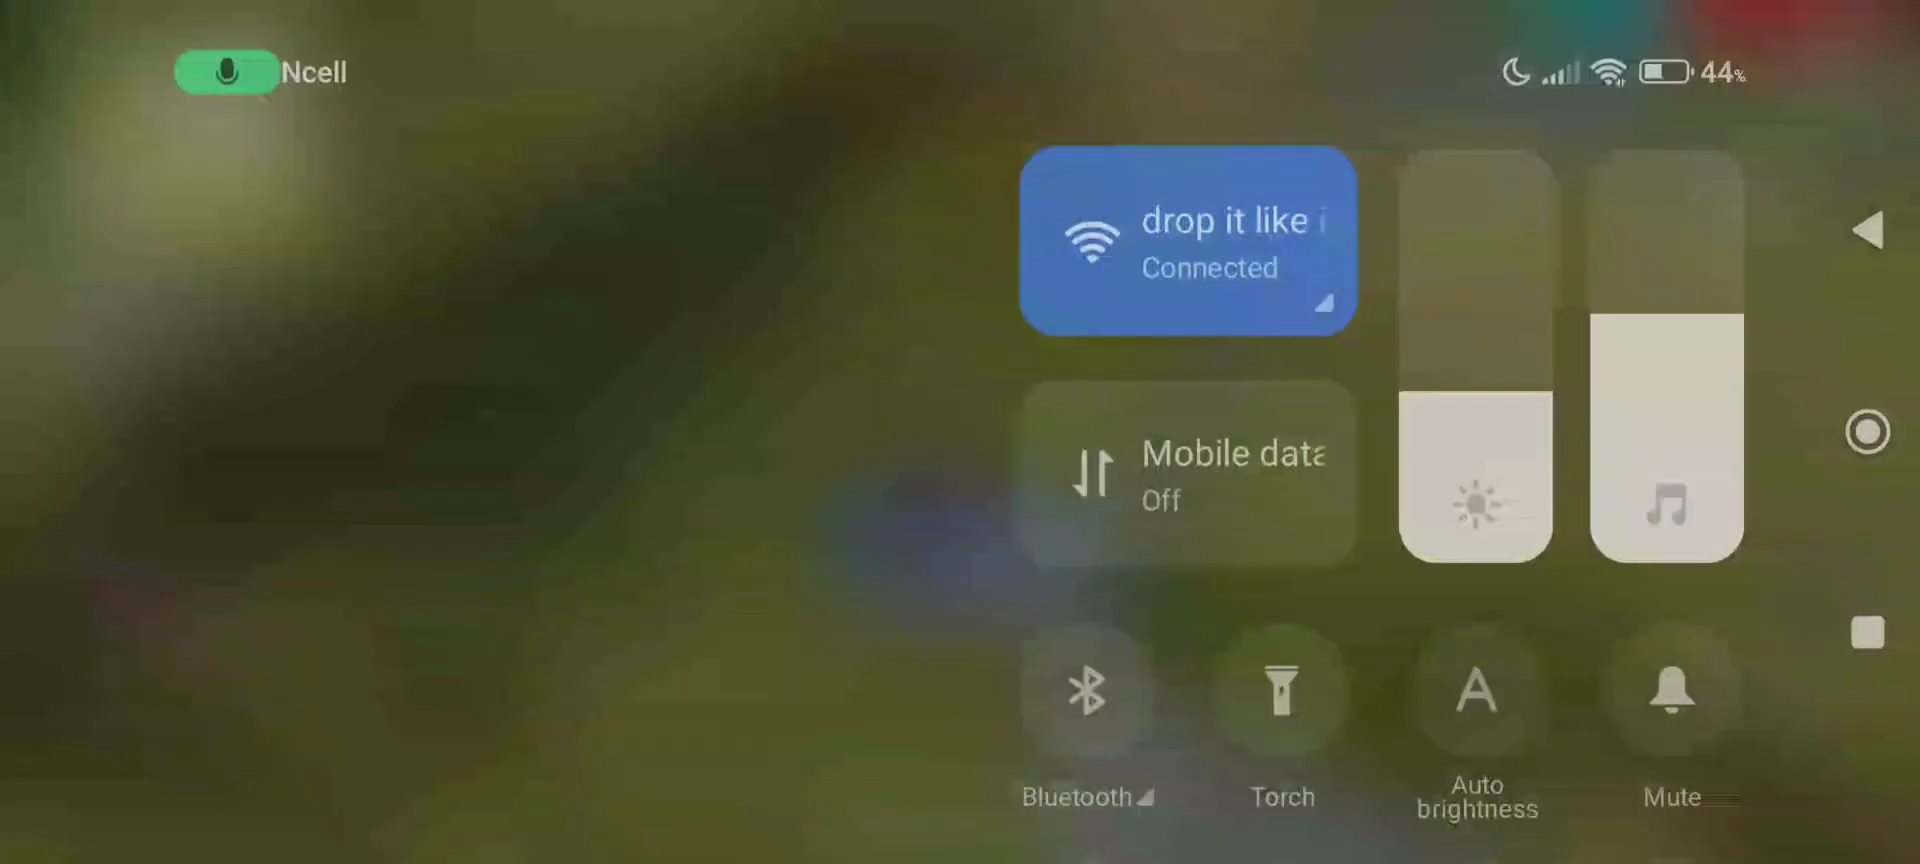 Ncell
44%
drop it like
Connected
Mobile data
Off
Bluetooth
Torch
Auto
brightness
Mute